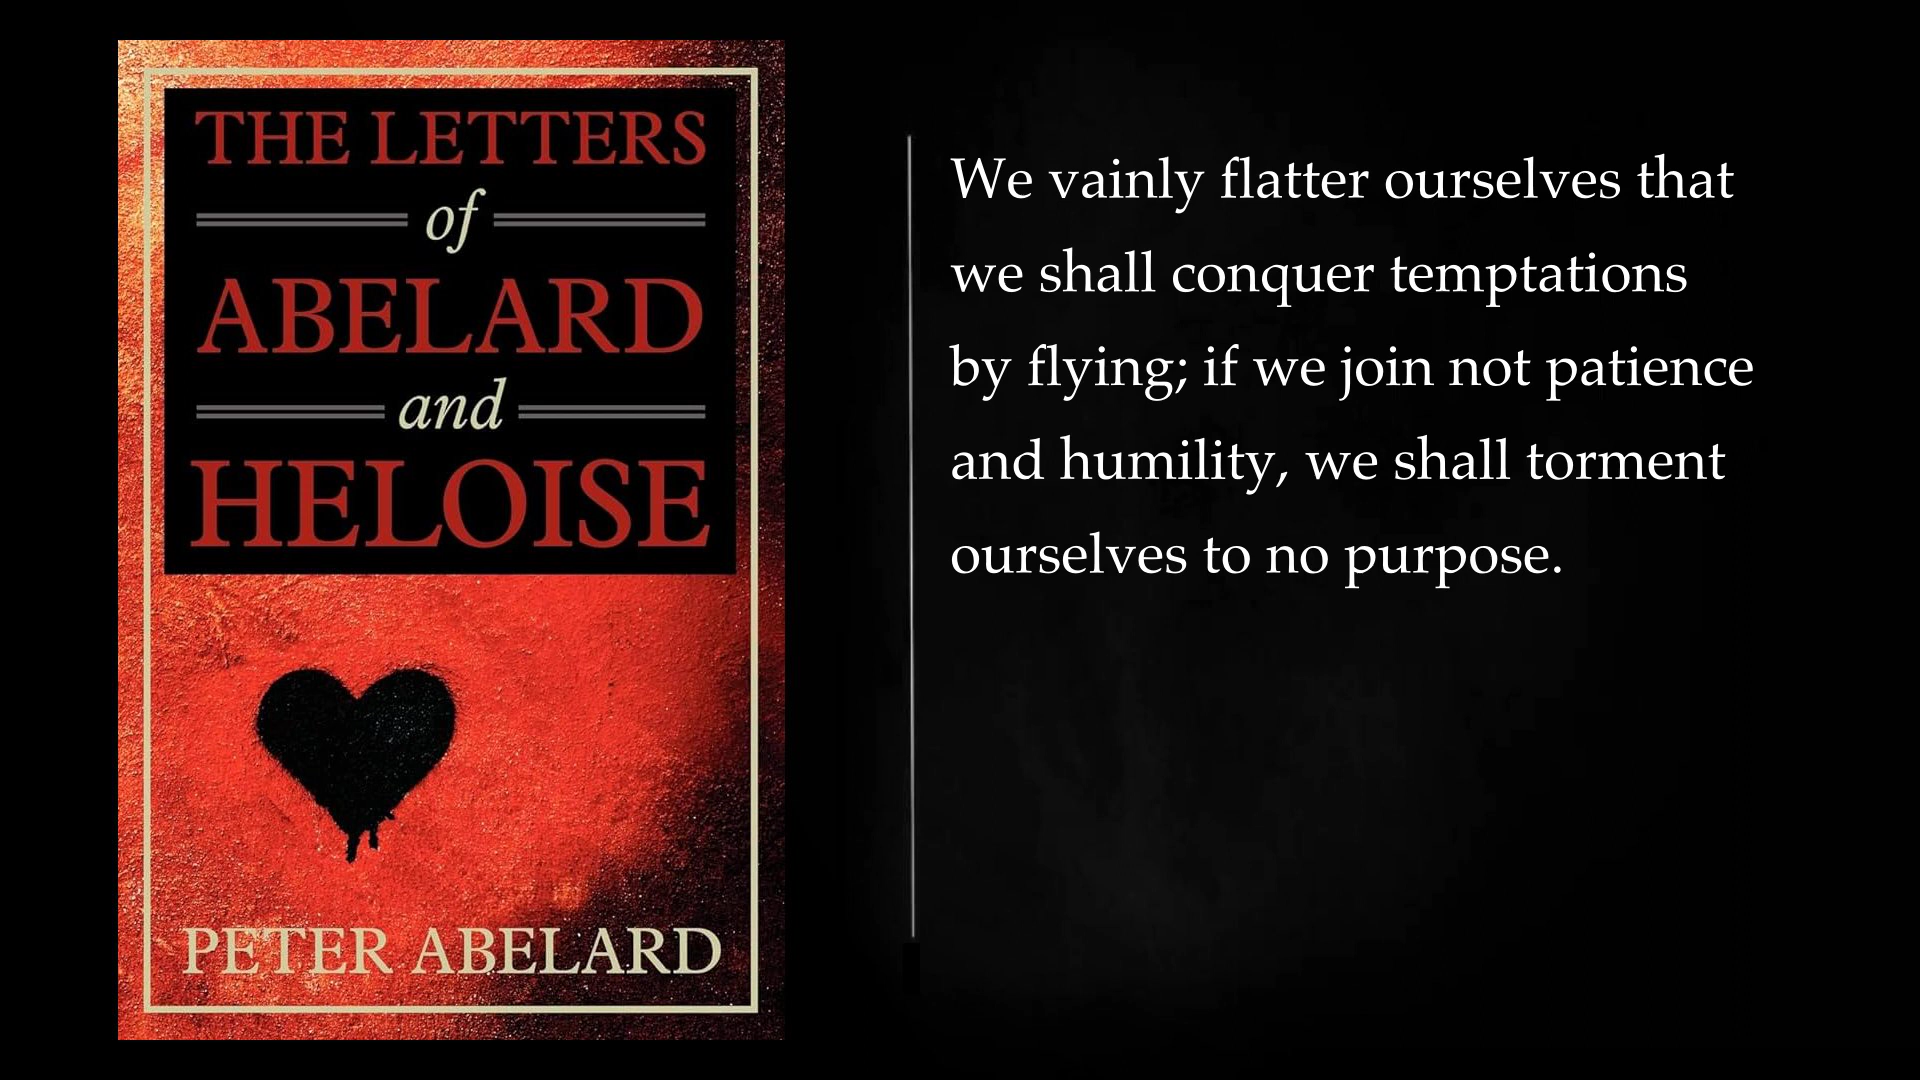 THE LETTERS
of
ABELARD
and
HELOISE
PETER ABELARD
We vainly flatter ourselves that
we shall conquer temptations
by flying; if we join not patience
and humility, we shall torment
ourselves to no purpose.